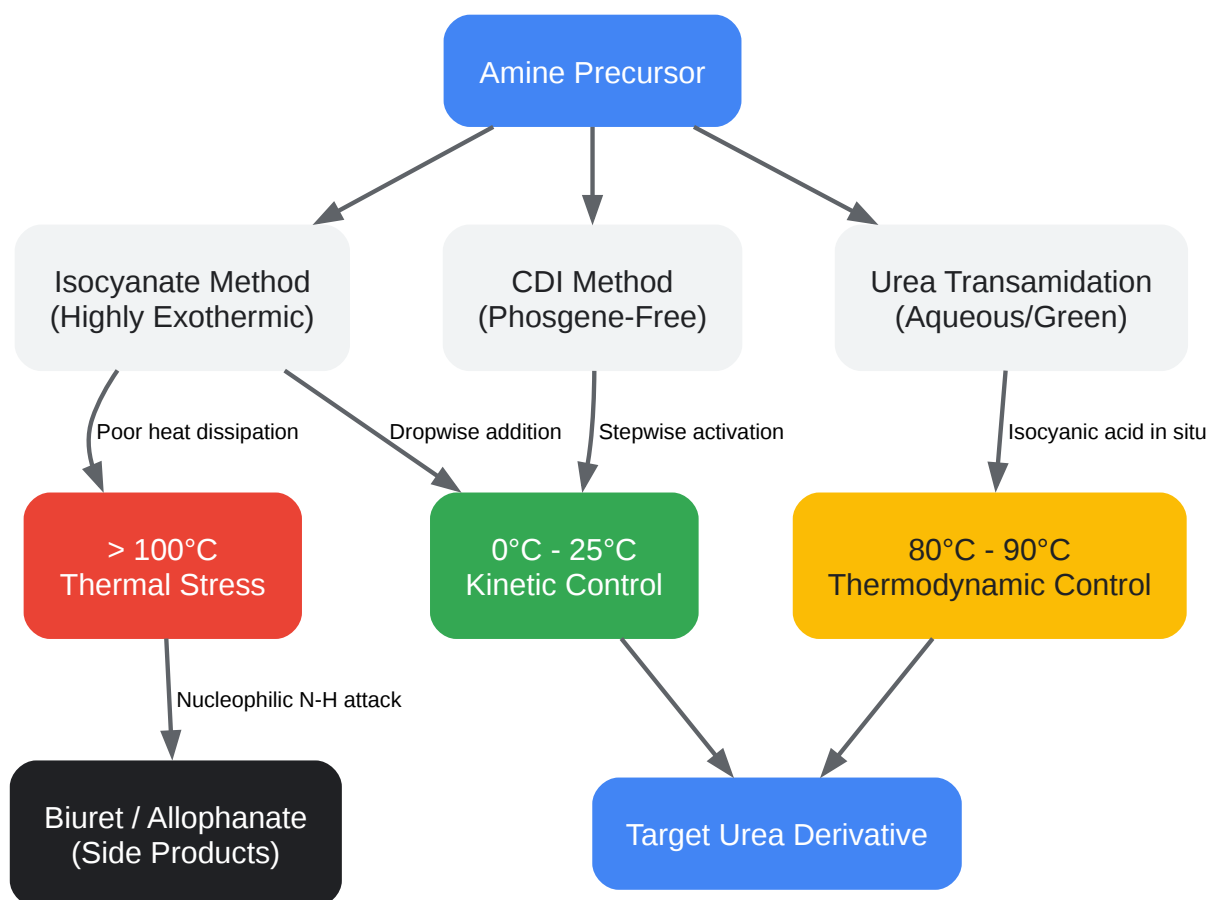 Amine Precursor
Isocyanate Method
(Highly Exothermic)
CDI Method
(Phosgene-Free)
Urea Transamidation
(Aqueous/Green)
Poor heat dissipation
Dropwise addition
Stepwise activation
Isocyanic acid in situ
> 100°C
Thermal Stress
0°C - 25°C
Kinetic Control
80°C - 90°C
Thermodynamic Control
Nucleophilic N-H attack
Biuret / Allophanate
(Side Products)
Target Urea Derivative